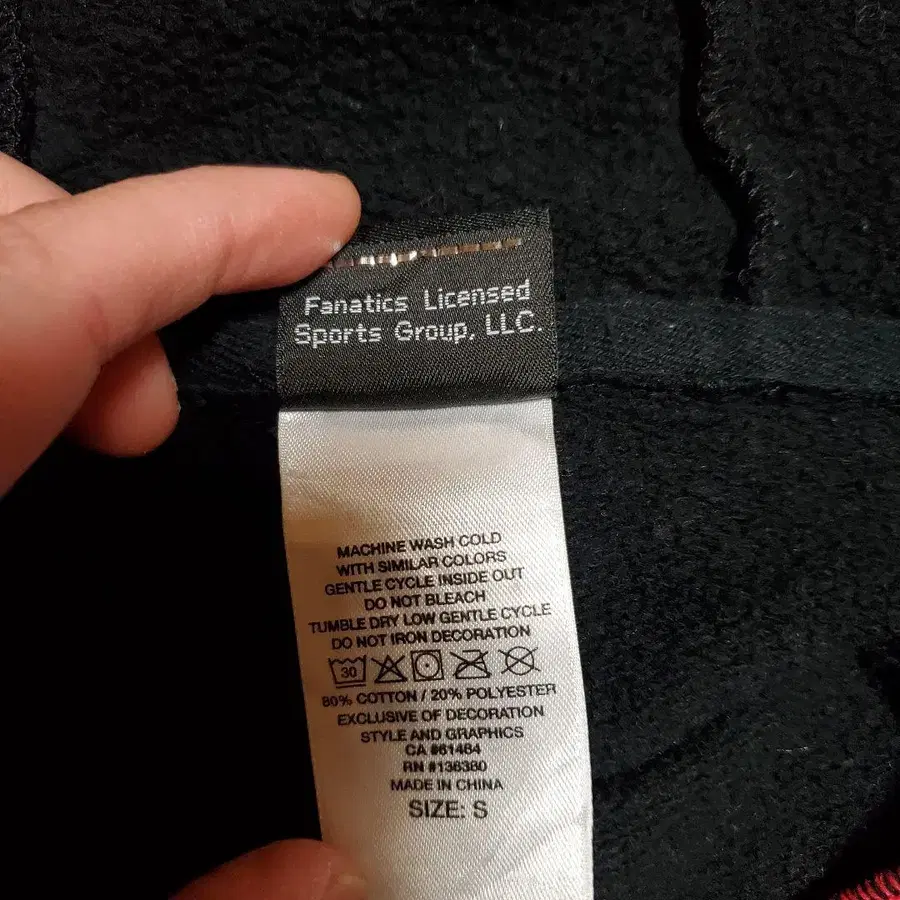 Fanatics Licensed
Sports Group, LLC.
MACHINE WASH COLD
WITH SIMILAR COLORS
GENTLE CYCLE INSIDE OUT
DO NOT BLEACH
TUMBLE DRY LOW GENTLE CYCLE
DO NOT IRON DECORATION
30
80% COTTON / 20% POLYESTER
EXCLUSIVE OF DECORATION
STYLE AND GRAPHICS
CA #61464
RN #136380
MADE IN CHINA
SIZE: S